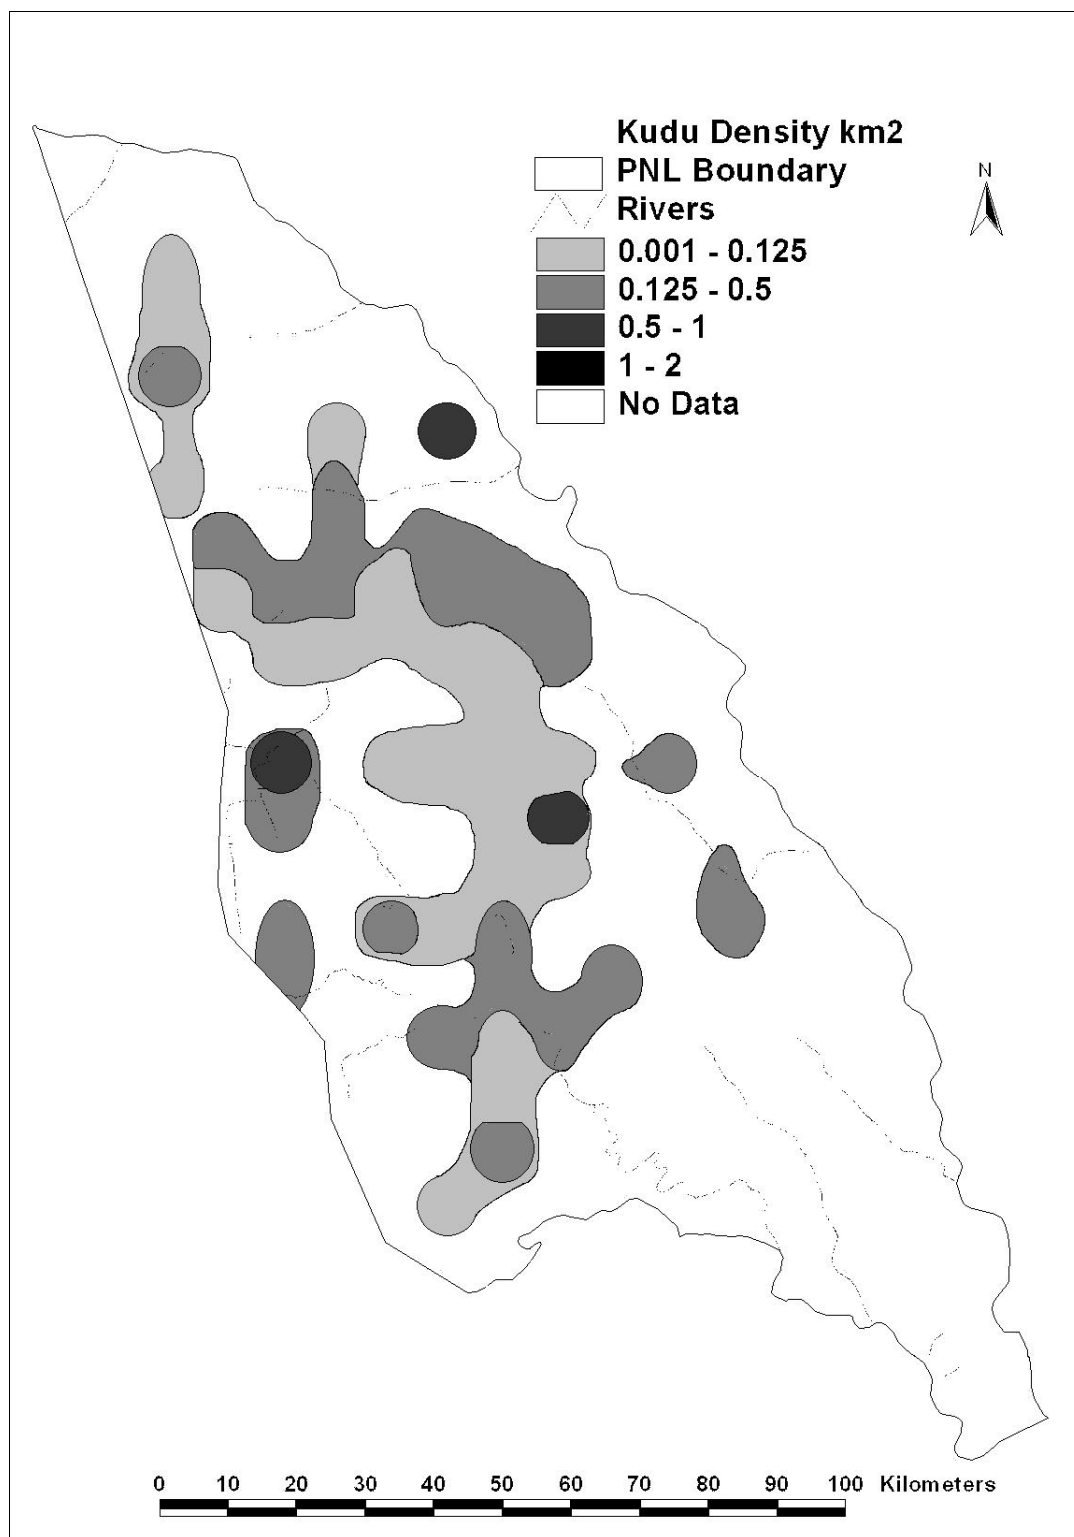 Kudu Density km2
PNL Boundary
N
Rivers
0.001 - 0.125
0.125 - 0.5
0.5 - 1
1 - 2
No Data
0 10 20 30 40 50 60 70 80 90 100 Kilometers